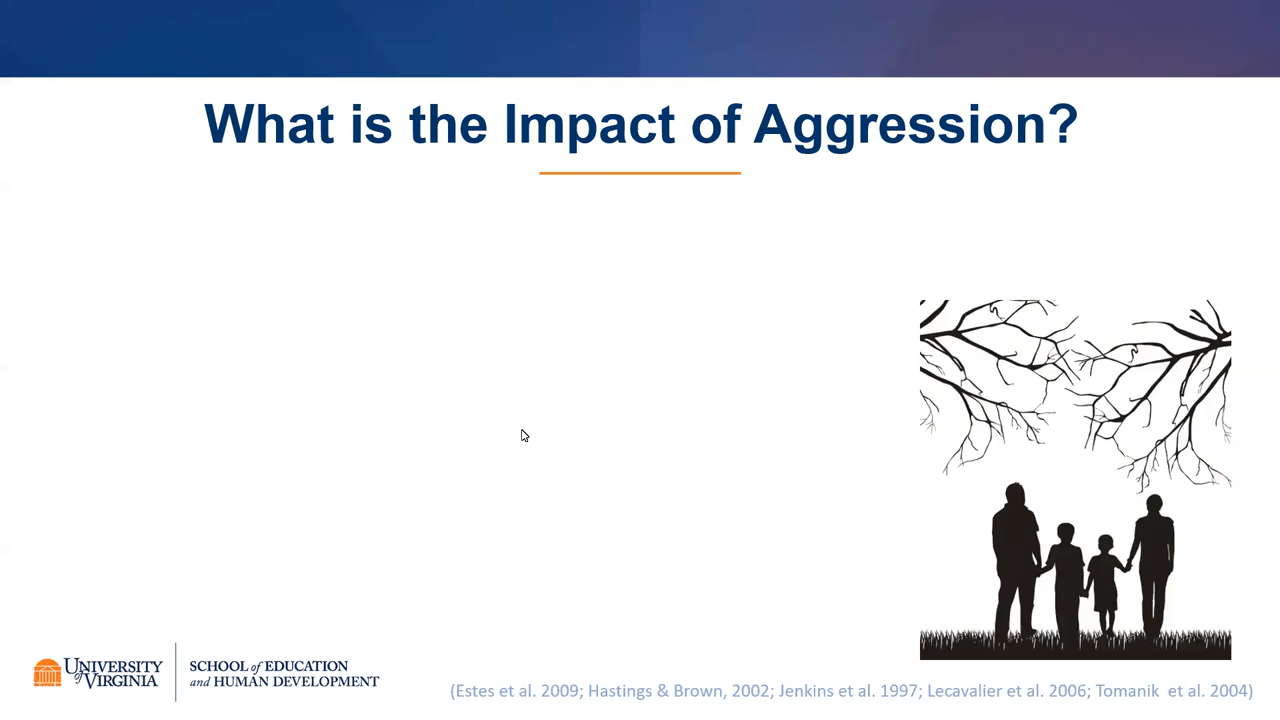 What is the Impact of Aggression?
UNIVERSITY
of VIRGINIA
SCHOOL of EDUCATION
and HUMAN DEVELOPMENT
(Estes et al. 2009; Hastings & Brown, 2002; Jenkins et al. 1997; Lecavalier et al. 2006; Tomanik et al. 2004)